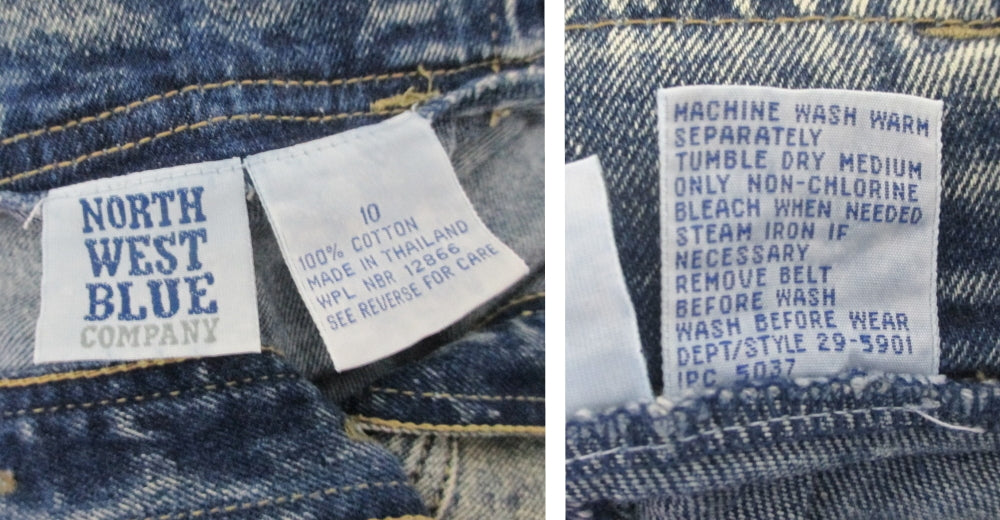 NORTH
WEST
BLUE
COMPANY
10
100% COTTON
MADE IN THAILAND
WPL NBR 12866
SEE REVERSE FOR CARE
MACHINE WASH WARM
SEPARATELY
TUMBLE DRY MEDIUM
ONLY NON-CHLORINE
BLEACH WHEN NEEDED
STEAM IRON IF
NECESSARY
REMOVE BELT
BEFORE WASH
WASH BEFORE WEAR
DEPT/STYLE 29-5901
IPC 5037